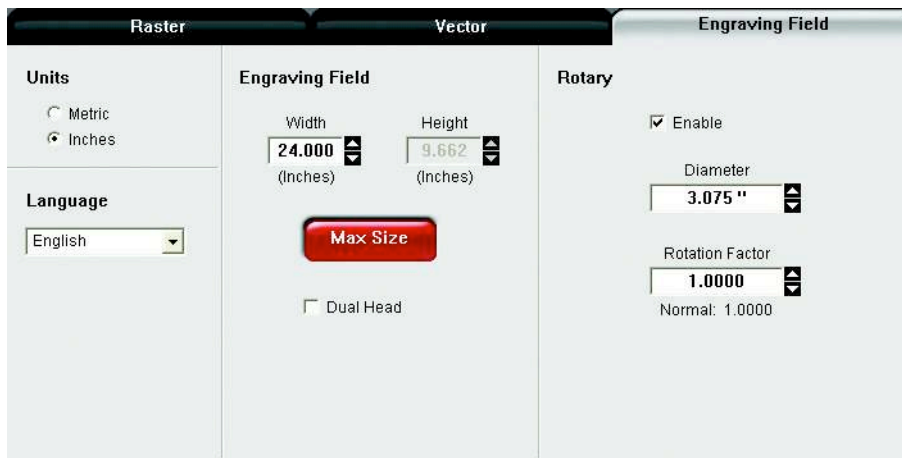 Raster Vector Engraving Field
Units
Metric
Inches
Language
English
Engraving Field
Width Height
24.000 9.662
(Inches) (Inches)
Max Size
Dual Head
Rotary
Enable
Diameter
3.075 "
Rotation Factor
1.0000
Normal: 1.0000